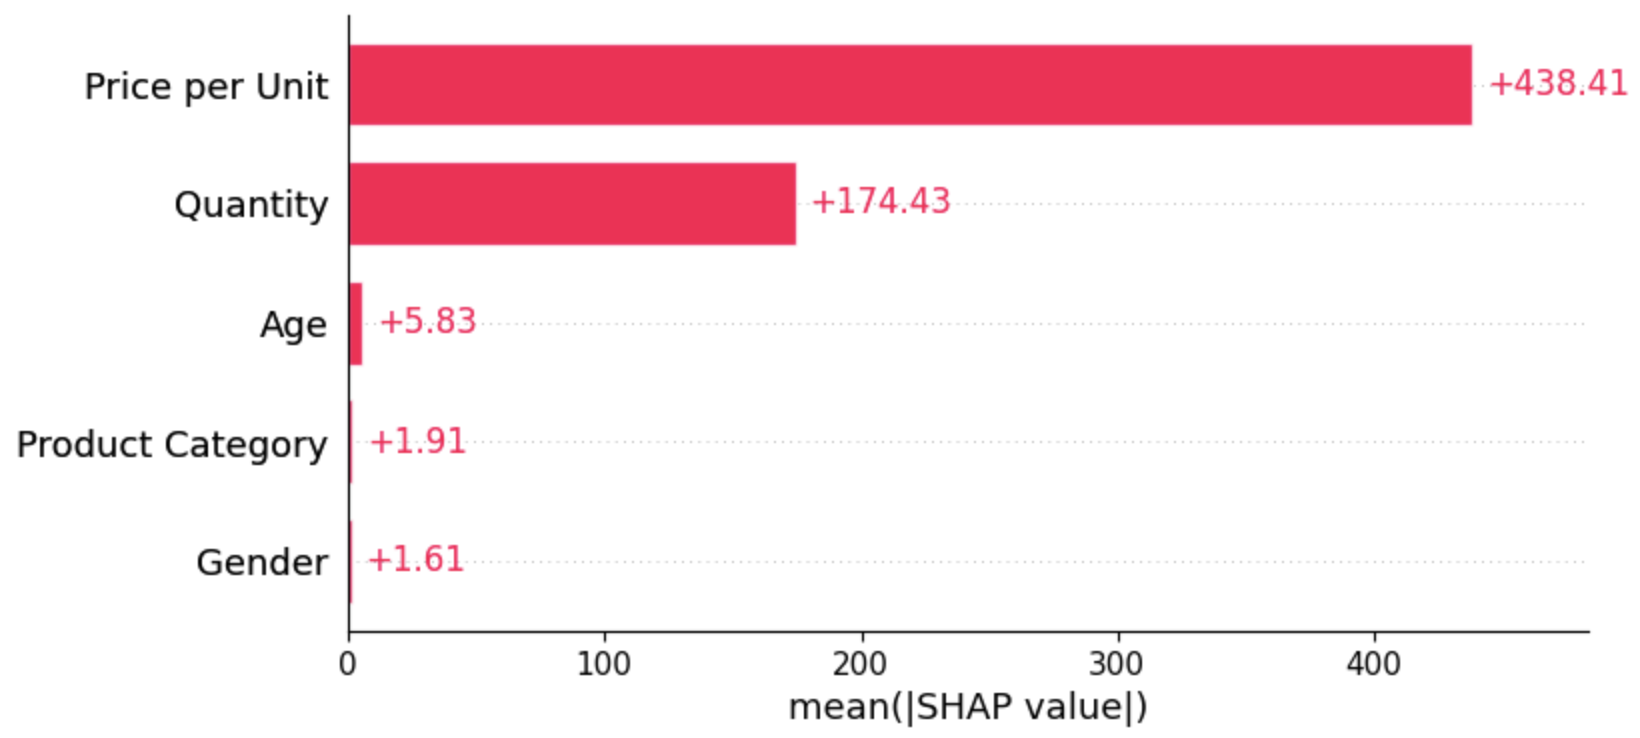 Price per Unit
+438.41
Quantity
+174.43
Age
+5.83
Product Category
+1.91
Gender
+1.61
0 100 200 300 400
mean(|SHAP value|)